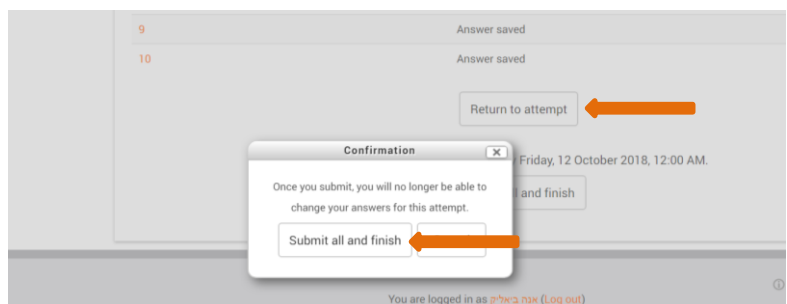 9 Answer saved
10 Answer saved
Return to attempt
Confirmation
Friday, 12 October 2018, 12:00 AM.
Once you submit, you will no longer be able to
change your answers for this attempt.
and finish
Submit all and finish
You are logged in as אנה ביאליק (Log out)